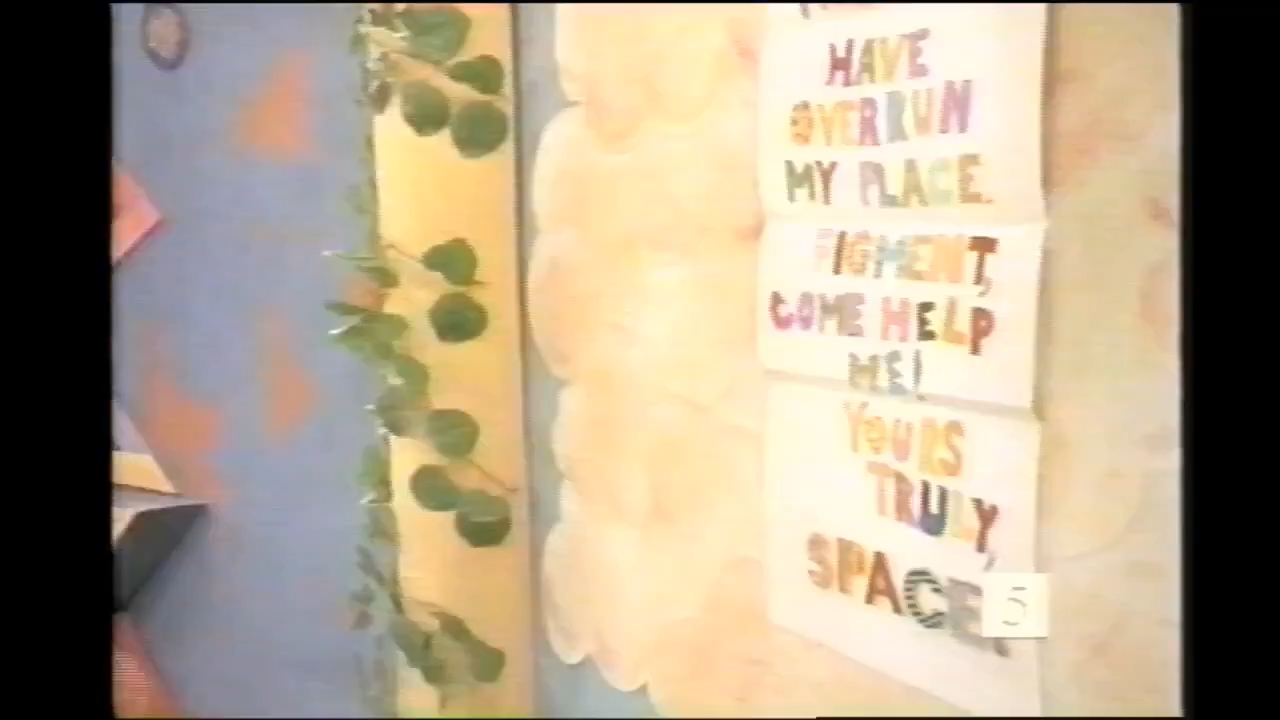 HAVE
OVERRUN
MY PLACE.
FIGMENT,
COME HELP
ME!
YOURS
TRULY,
SPACE
5